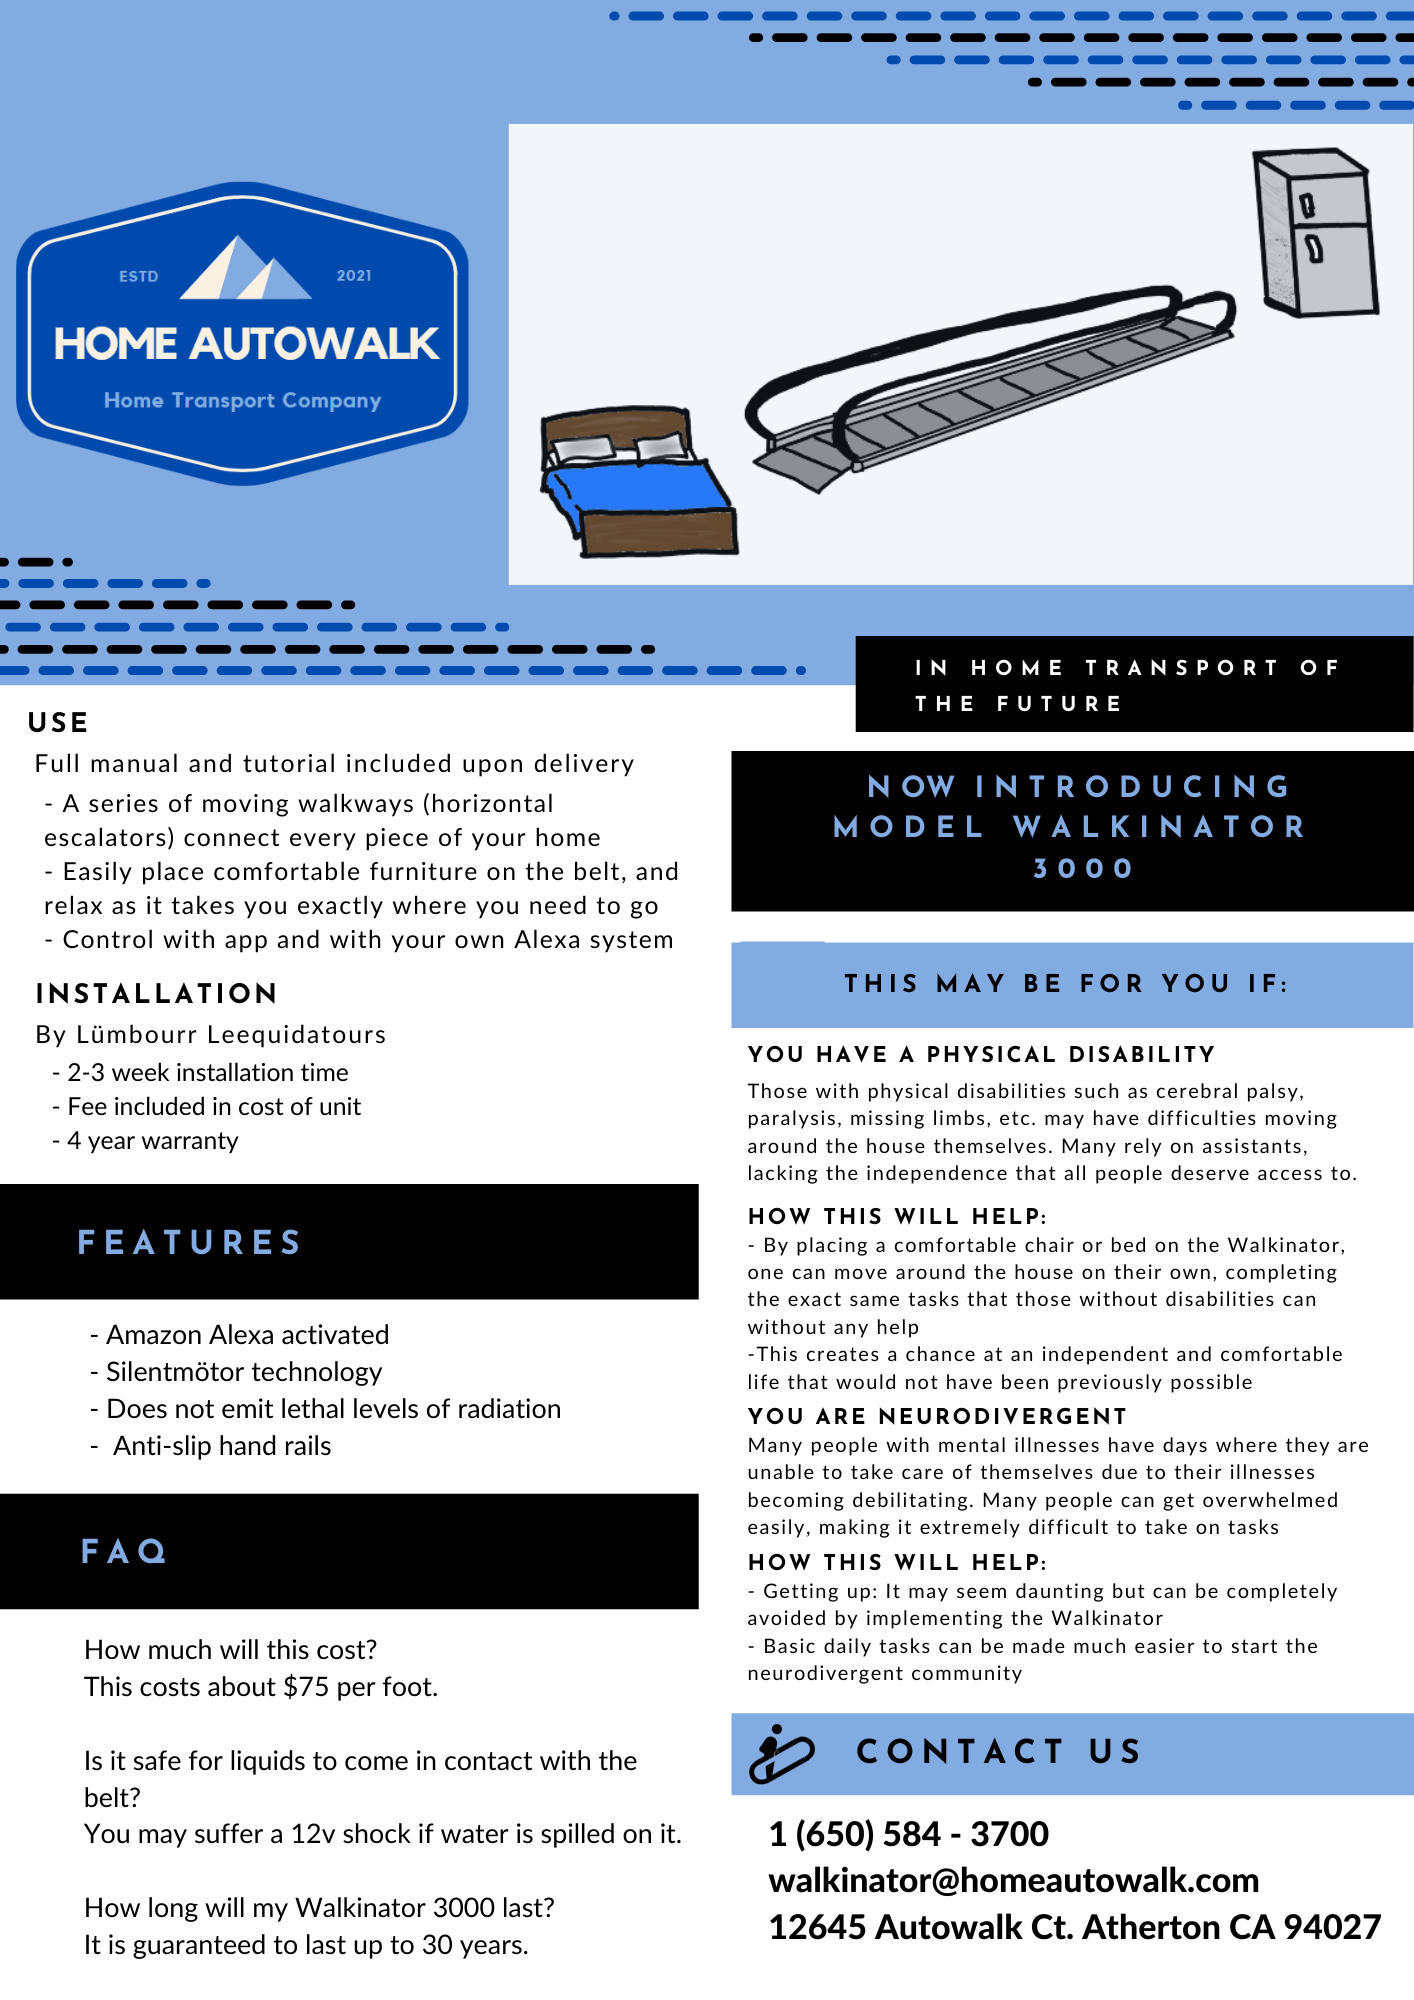 ESTD
2021
HOME AUTOWALK
Home Transport Company
IN HOME TRANSPORT OF
THE FUTURE
USE
Full manual and tutorial included upon delivery
- A series of moving walkways (horizontal
escalators) connect every piece of your home
- Easily place comfortable furniture on the belt, and
relax as it takes you exactly where you need to go
- Control with app and with your own Alexa system
INSTALLATION
By Lümbourr Leequidatours
- 2-3 week installation time
- Fee included in cost of unit
- 4 year warranty
FEATURES
- Amazon Alexa activated
- Silentmötor technology
- Does not emit lethal levels of radiation
- Anti-slip hand rails
FAQ
How much will this cost?
This costs about $75 per foot.
Is it safe for liquids to come in contact with the
belt?
You may suffer a 12v shock if water is spilled on it.
How long will my Walkinator 3000 last?
It is guaranteed to last up to 30 years.
NOW INTRODUCING
MODEL WALKINATOR
3000
THIS MAY BE FOR YOU IF:
YOU HAVE A PHYSICAL DISABILITY
Those with physical disabilities such as cerebral palsy,
paralysis, missing limbs, etc. may have difficulties moving
around the house themselves. Many rely on assistants,
lacking the independence that all people deserve access to.
HOW THIS WILL HELP:
- By placing a comfortable chair or bed on the Walkinator,
one can move around the house on their own, completing
the exact same tasks that those without disabilities can
without any help
-This creates a chance at an independent and comfortable
life that would not have been previously possible
YOU ARE NEURODIVERGENT
Many people with mental illnesses have days where they are
unable to take care of themselves due to their illnesses
becoming debilitating. Many people can get overwhelmed
easily, making it extremely difficult to take on tasks
HOW THIS WILL HELP:
- Getting up: It may seem daunting but can be completely
avoided by implementing the Walkinator
- Basic daily tasks can be made much easier to start the
neurodivergent community
CONTACT US
1 (650) 584 - 3700
walkinator@homeautowalk.com
12645 Autowalk Ct. Atherton CA 94027